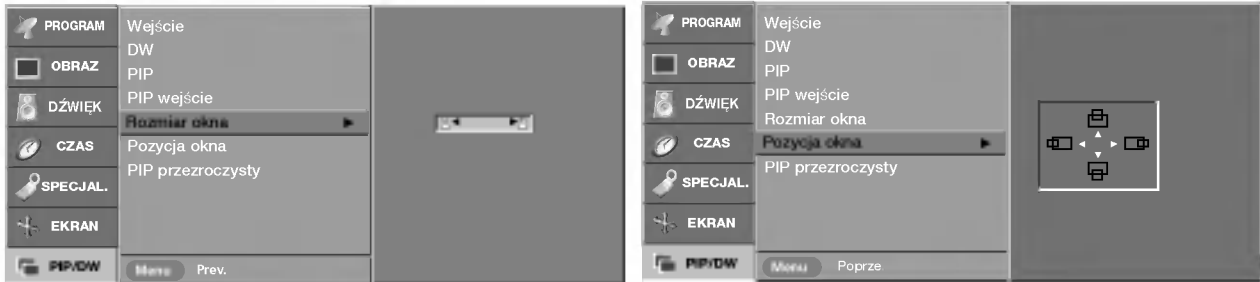 PROGRAM
OBRAZ
DŹWIĘK
CZAS
SPECJAL.
EKRAN
PIP/DW
Wejście
DW
PIP
PIP wejście
Rozmiar okna
Pozycja okna
PIP przezroczysty
Menu Prev.
PROGRAM
OBRAZ
DŹWIĘK
CZAS
SPECJAL.
EKRAN
PIP/DW
Wejście
DW
PIP
PIP wejście
Rozmiar okna
Pozycja okna
PIP przezroczysty
Menu Poprze